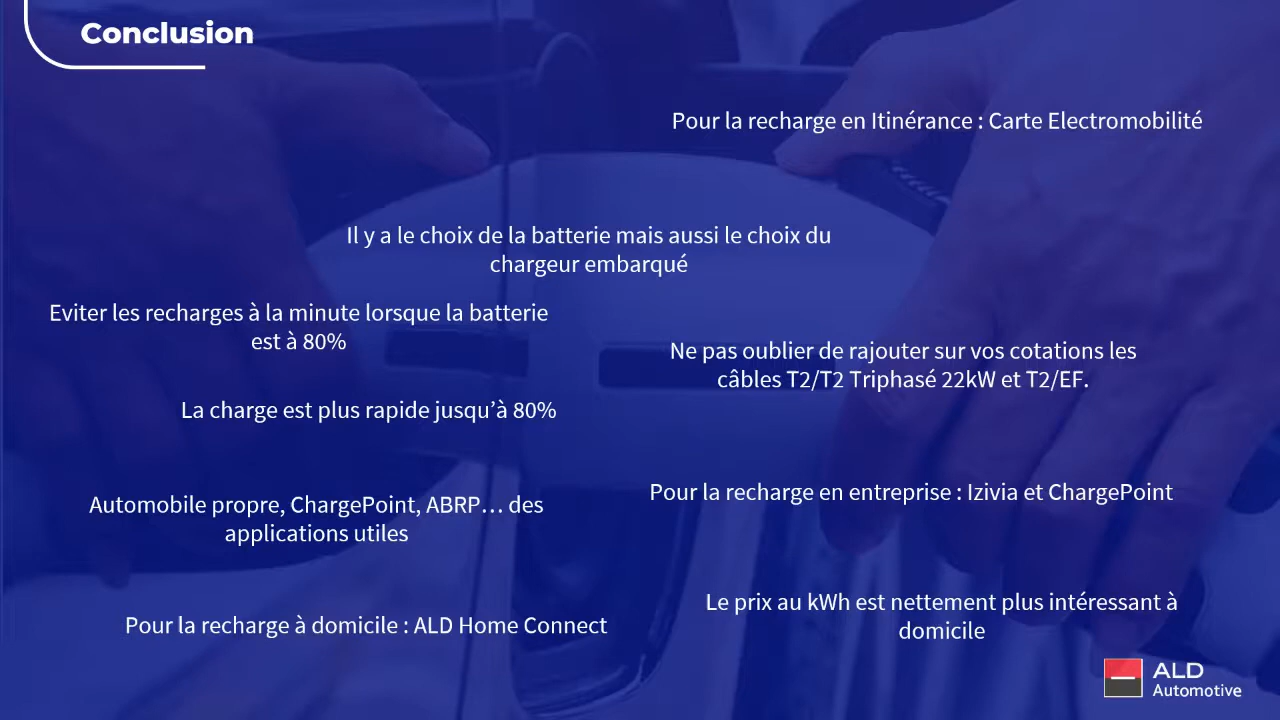 Conclusion
Pour la recharge en Itinérance : Carte Electromobilité
Il y a le choix de la batterie mais aussi le choix du
chargeur embarqué
Eviter les recharges à la minute lorsque la batterie
est à 80%
Ne pas oublier de rajouter sur vos cotations les
câbles T2/T2 Triphasé 22kW et T2/EF.
La charge est plus rapide jusqu’à 80%
Automobile propre, ChargePoint, ABRP… des
applications utiles
Pour la recharge en entreprise : Izivia et ChargePoint
Le prix au kWh est nettement plus intéressant à
domicile
Pour la recharge à domicile : ALD Home Connect
ALD
Automotive